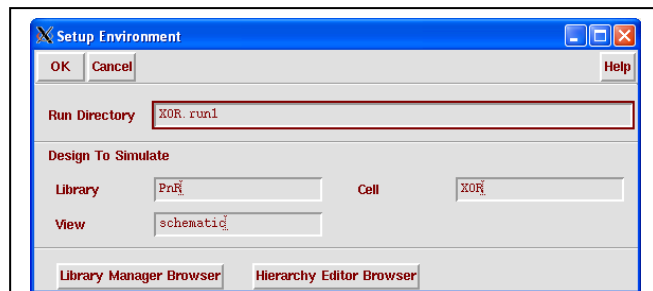 Setup Environment
OK Cancel Help
Run Directory XOR.run1
Design To Simulate
Library PnR Cell XOR
View schematic
Library Manager Browser Hierarchy Editor Browser